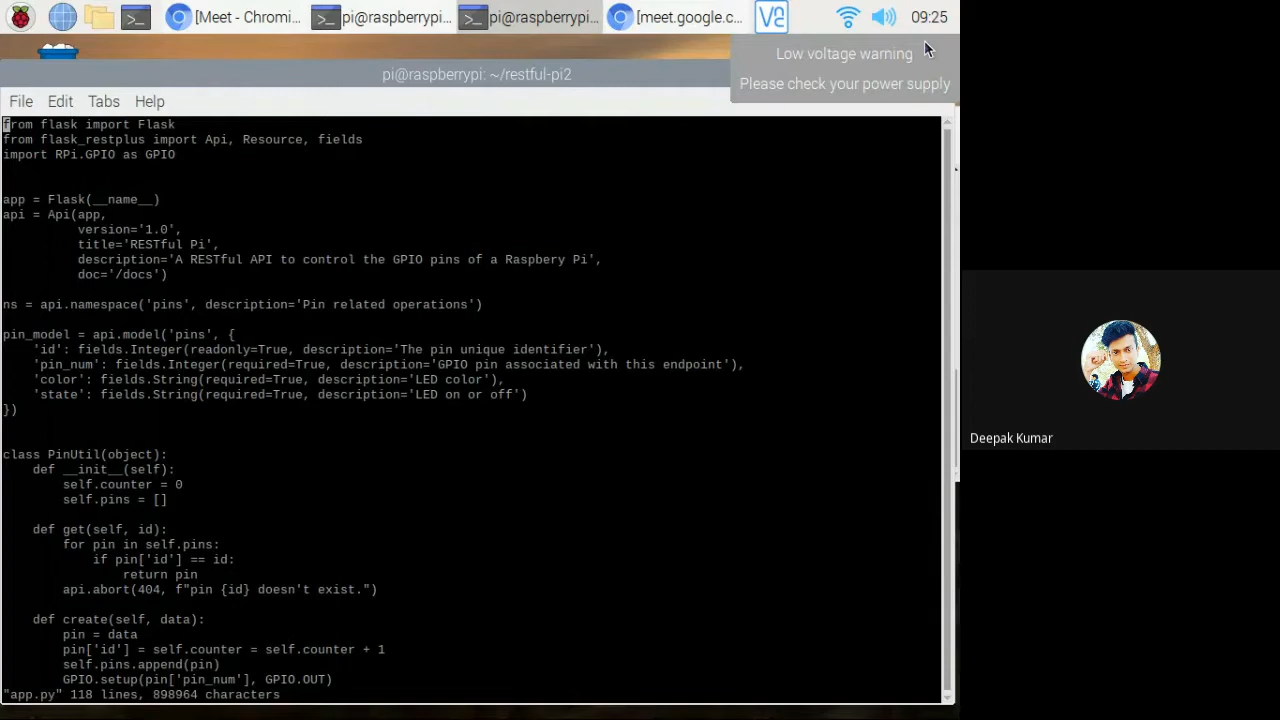 [Meet - Chromi...
pi@raspberrypi...
pi@raspberrypi...
[meet.google.c...
V2
09:25
Low voltage warning
Please check your power supply
pi@raspberrypi: ~/restful-pi2
File Edit Tabs Help
from flask import Flask
from flask_restplus import Api, Resource, fields
import RPi.GPIO as GPIO
app = Flask(__name__)
api = Api(app,
          version='1.0',
          title='RESTful Pi',
          description='A RESTful API to control the GPIO pins of a Raspbery Pi',
          doc='/docs')
ns = api.namespace('pins', description='Pin related operations')
pin_model = api.model('pins', {
    'id': fields.Integer(readonly=True, description='The pin unique identifier'),
    'pin_num': fields.Integer(required=True, description='GPIO pin associated with this endpoint'),
    'color': fields.String(required=True, description='LED color'),
    'state': fields.String(required=True, description='LED on or off')
})
class PinUtil(object):
    def __init__(self):
        self.counter = 0
        self.pins = []
    def get(self, id):
        for pin in self.pins:
            if pin['id'] == id:
                return pin
        api.abort(404, f"pin {id} doesn't exist.")
    def create(self, data):
        pin = data
        pin['id'] = self.counter = self.counter + 1
        self.pins.append(pin)
        GPIO.setup(pin['pin_num'], GPIO.OUT)
"app.py" 118 lines, 898964 characters
Deepak Kumar